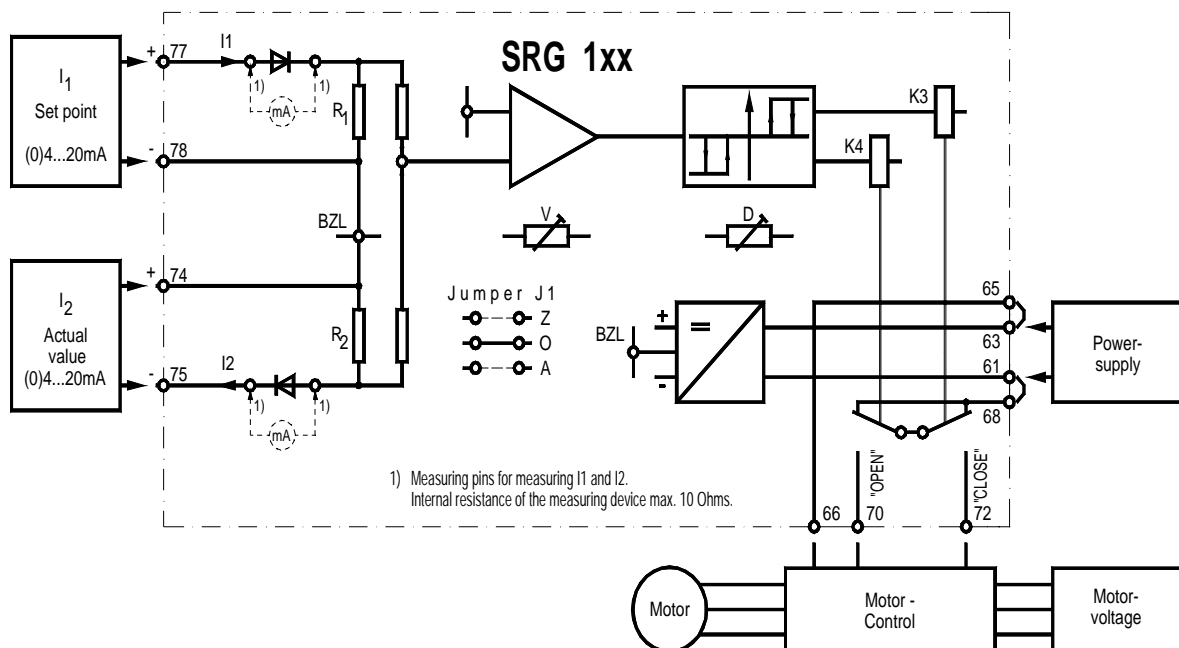 SRG 1xx
I1
Set point
(0)4...20mA
+
77
I1
1)
mA
1)
R1
-
78
BZL
K3
K4
V
D
I2
Actual
value
(0)4...20mA
+
74
R2
-
75
I2
1)
mA
1)
Jumper J1
Z
O
A
BZL
+
=
-
65
63
61
68
Power-
supply
"OPEN"
"CLOSE"
1) Measuring pins for measuring I1 and I2.
Internal resistance of the measuring device max. 10 Ohms.
66
70
72
Motor
Motor -
Control
Motor-
voltage